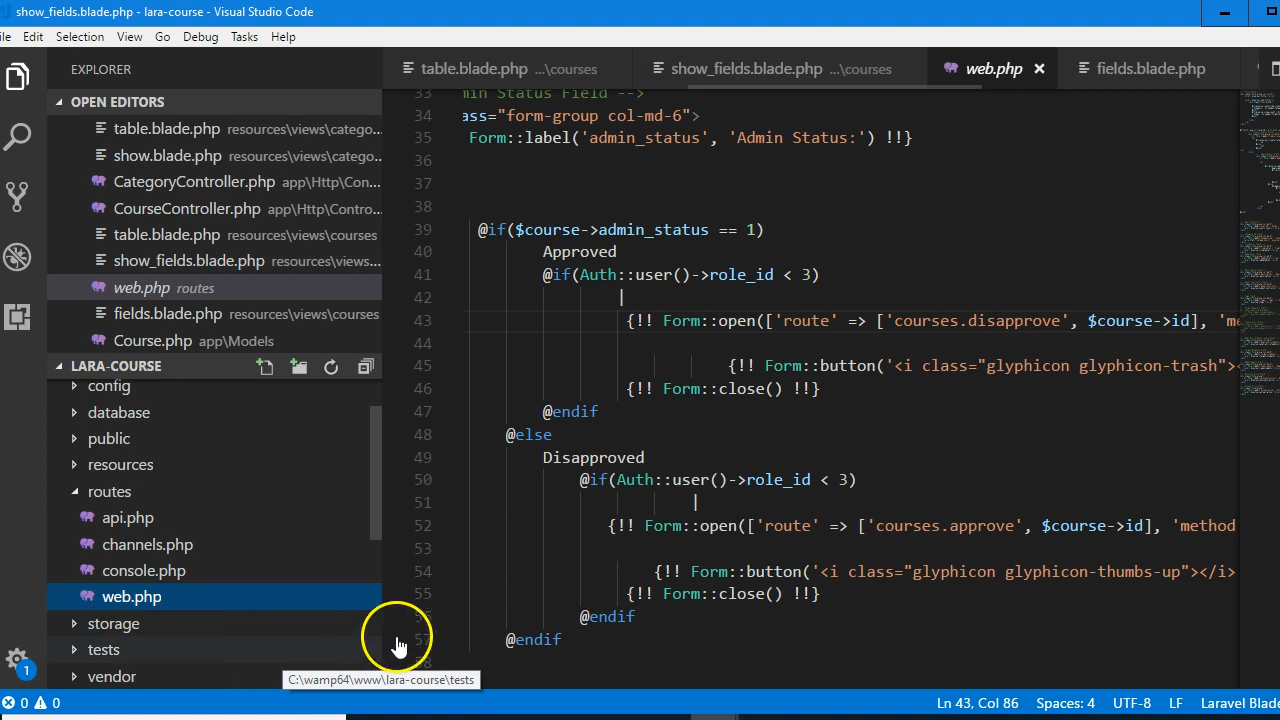 show_fields.blade.php - lara-course - Visual Studio Code
ile Edit Selection View Go Debug Tasks Help
EXPLORER
OPEN EDITORS
table.blade.php resources\views\catego...
show.blade.php resources\views\catego...
CategoryController.php app\Http\Con...
CourseController.php app\Http\Contro...
table.blade.php resources\views\courses
show_fields.blade.php resources\views...
web.php routes
fields.blade.php resources\views\courses
Course.php app\Models
LARA-COURSE
config
database
public
resources
routes
api.php
channels.php
console.php
web.php
storage
tests
vendor
C:\wamp64\www\lara-course\tests
1
table.blade.php ...\courses
show_fields.blade.php ...\courses
web.php
fields.blade.php
33 min Status Field -->
34 ass="form-group col-md-6">
35 Form::label('admin_status', 'Admin Status:') !!}
36
37
38
39 @if($course->admin_status == 1)
40 Approved
41 @if(Auth::user()->role_id < 3)
42 |
43 {!! Form::open(['route' => ['courses.disapprove', $course->id], 'me
44
45 {!! Form::button('<i class="glyphicon glyphicon-trash"><
46 {!! Form::close() !!}
47 @endif
48 @else
49 Disapproved
50 @if(Auth::user()->role_id < 3)
51 |
52 {!! Form::open(['route' => ['courses.approve', $course->id], 'method
53
54 {!! Form::button('<i class="glyphicon glyphicon-thumbs-up"></i>
55 {!! Form::close() !!}
56 @endif
57 @endif
58
0 0 Ln 43, Col 86 Spaces: 4 UTF-8 LF Laravel Blade